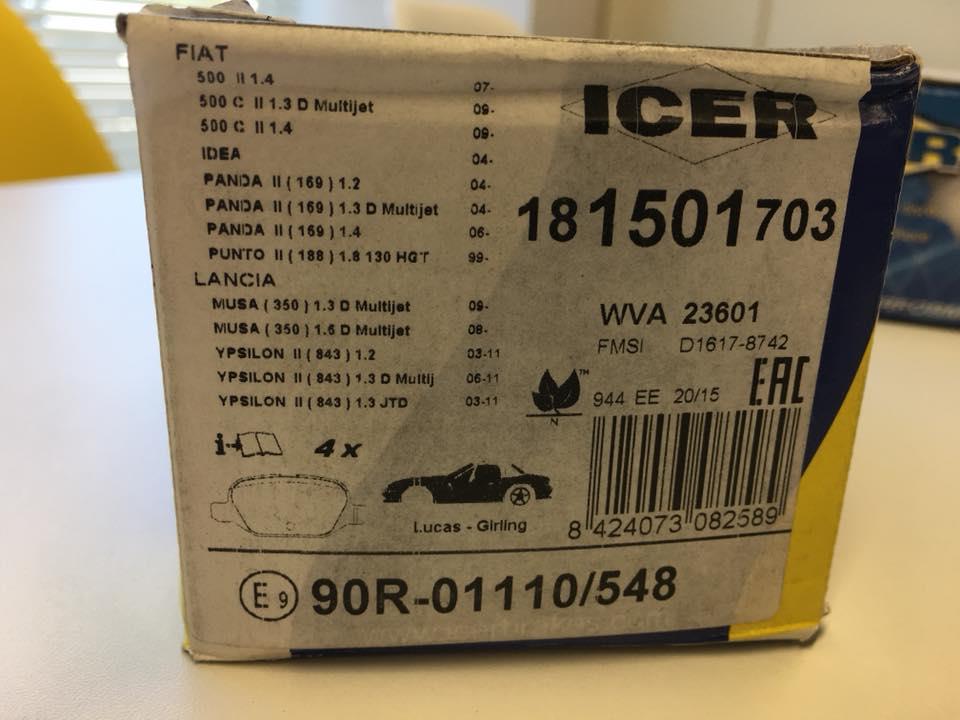 FIAT
500 II 1.4 07-
500 C II 1.3 D Multijet 09-
500 C II 1.4 09-
IDEA 04-
PANDA II ( 169 ) 1.2 04-
PANDA II ( 169 ) 1.3 D Multijet 04-
PANDA II ( 169 ) 1.4 06-
PUNTO II ( 188 ) 1.8 130 HGT 99-
LANCIA
MUSA ( 350 ) 1.3 D Multijet 09-
MUSA ( 350 ) 1.6 D Multijet 08-
YPSILON II ( 843 ) 1.2 03-11
YPSILON II ( 843 ) 1.3 D Multij 06-11
YPSILON II ( 843 ) 1.3 JTD 03-11
i 4 x
Lucas - Girling
ICER
181501703
WVA 23601
FMSI D1617-8742
TM
N
944 EE 20/15 EAC
8 424073 082589
E9 90R-01110/548
R